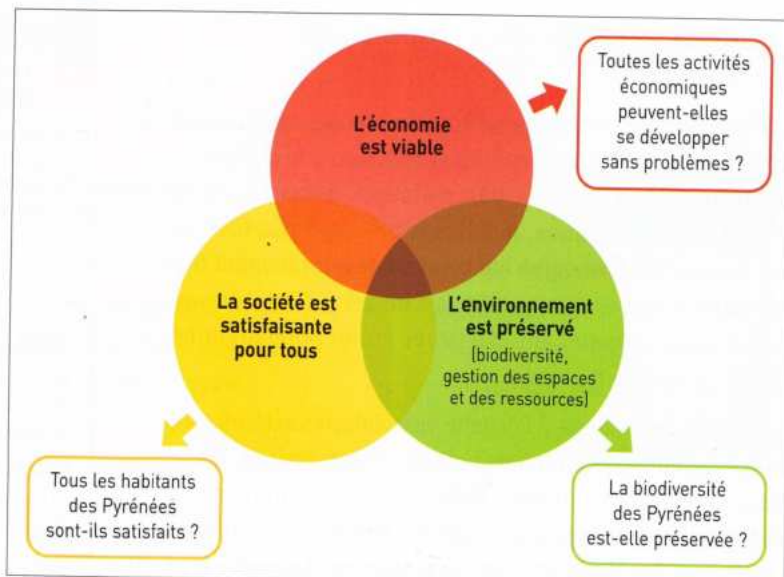 Toutes les activités
économiques
peuvent-elles
se développer
sans problèmes ?
L'économie
est viable
La société est
satisfaisante
pour tous
L'environnement
est préservé
(biodiversité,
gestion des espaces
et des ressources)
Tous les habitants
des Pyrénées
sont-ils satisfaits ?
La biodiversité
des Pyrénées
est-elle préservée ?